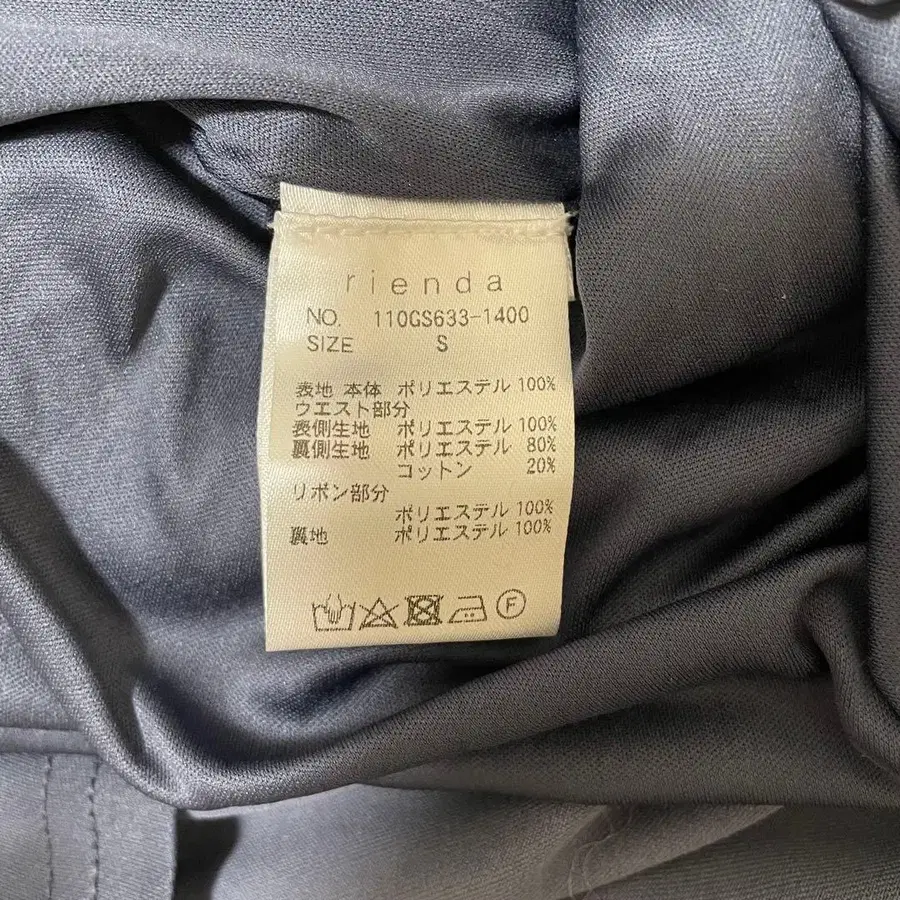 rienda
NO. 110GS633-1400
SIZE S
表地 本体 ポリエステル 100%
ウエスト部分
表側生地 ポリエステル 100%
裏側生地 ポリエステル 80%
コットン 20%
リボン部分
ポリエステル 100%
裏地 ポリエステル 100%
F